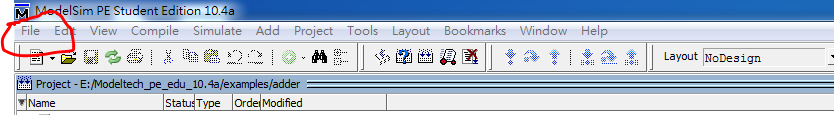 ModelSim PE Student Edition 10.4a
File Edit View Compile Simulate Add Project Tools Layout Bookmarks Window Help
Layout NoDesign
Project - E:/Modeltech_pe_edu_10.4a/examples/adder
Name Status Type Order Modified